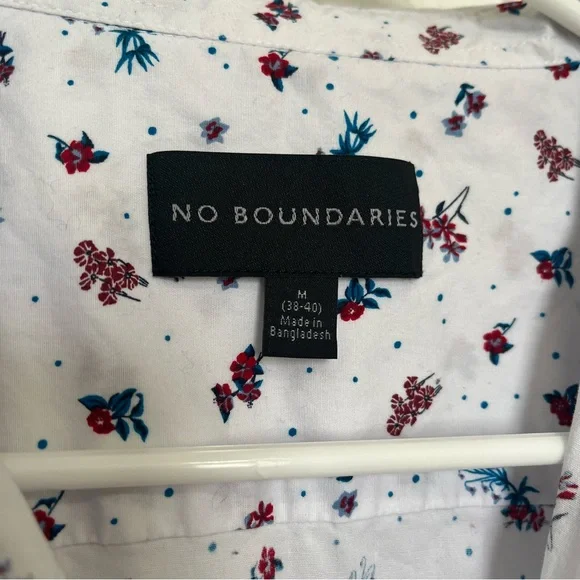 NO BOUNDARIES
M
(38-40)
Made in
Bangladesh